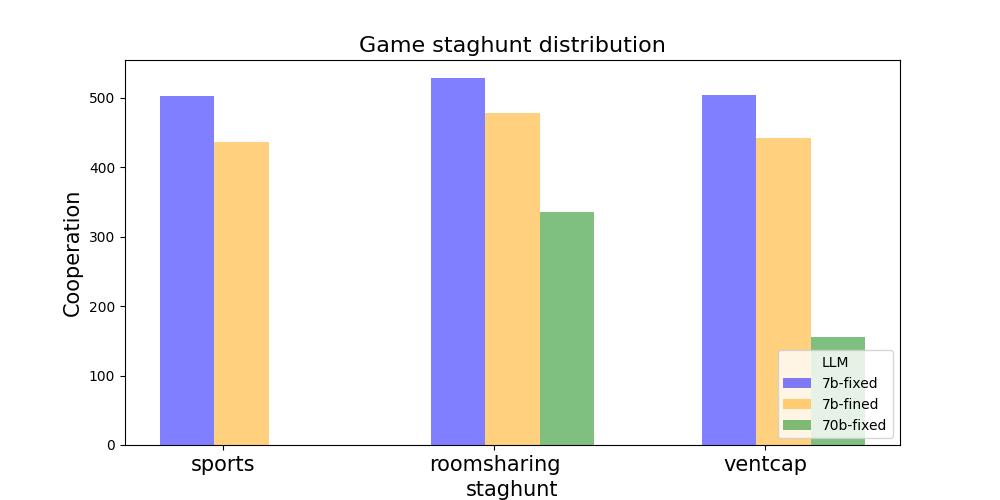 Game staghunt distribution
Cooperation
500
400
300
200
100
0
LLM
7b-fixed
7b-fined
70b-fixed
sports roomsharing ventcap
staghunt